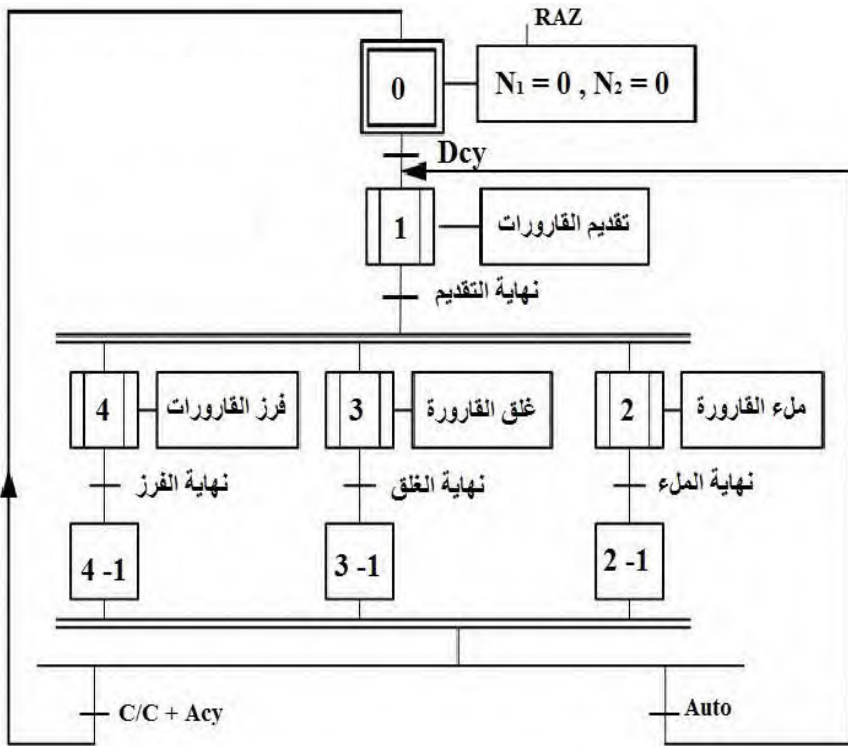 RAZ
0
N₁ = 0 , N₂ = 0
Dcy
1
تقديم القارورات
نهاية التقديم
4
فرز القارورات
3
غلق القارورة
2
ملء القارورة
نهاية الفرز
نهاية الغلق
نهاية الملء
4 -1
3 -1
2 -1
C/C + Acy
Auto